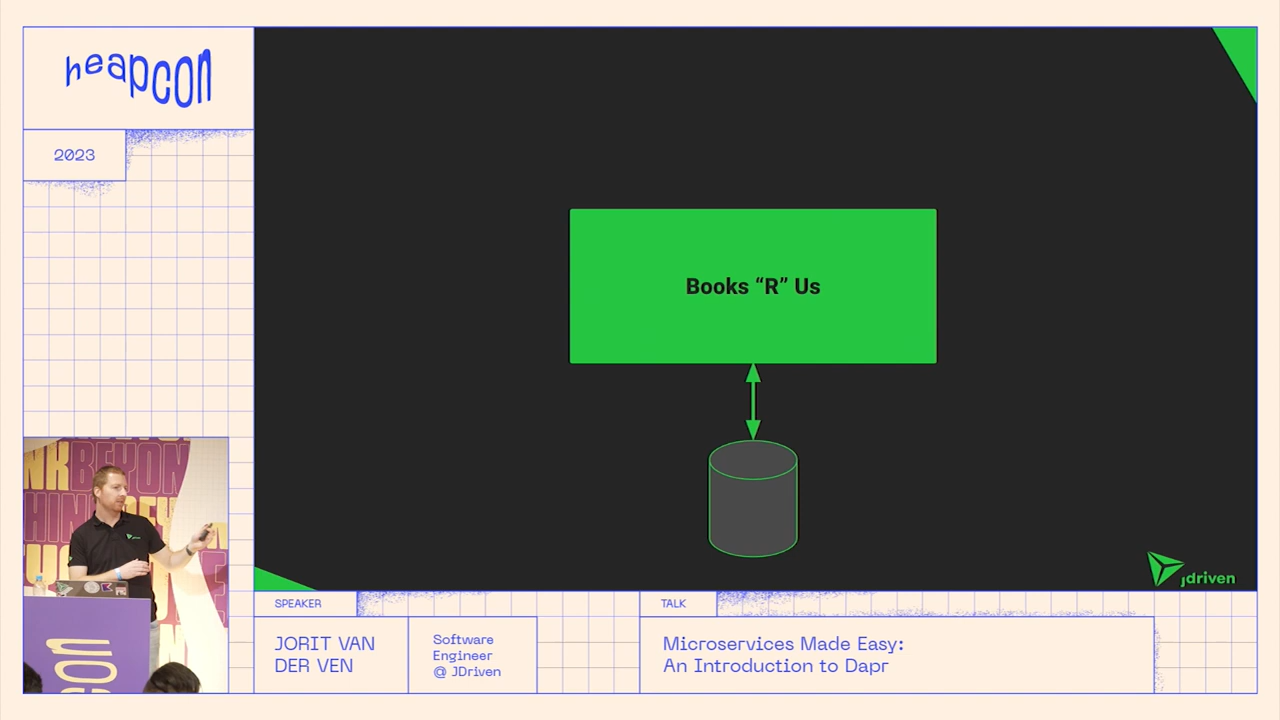 heapcon
2023
Books “R” Us
jdriven
SPEAKER
JORIT VAN
DER VEN
Software
Engineer
@ JDriven
TALK
Microservices Made Easy:
An Introduction to Dapr